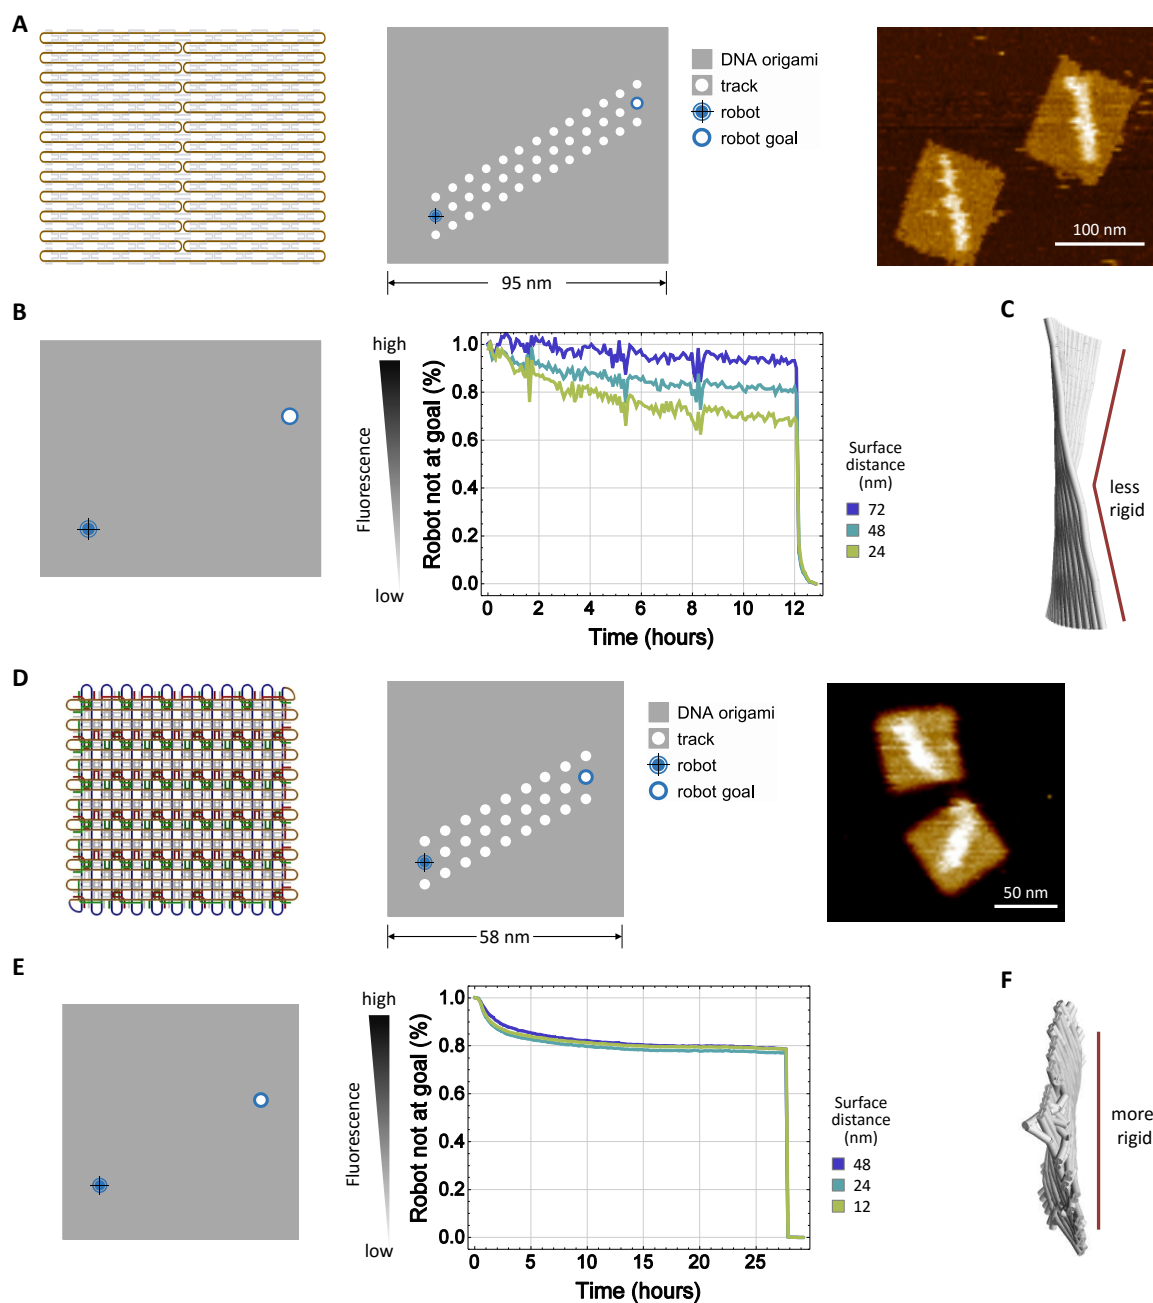 A
DNA origami
track
robot
robot goal
95 nm
100 nm
B
high
Fluorescence
low
Robot not at goal (%)
1.0
0.8
0.6
0.4
0.2
0.0
0 2 4 6 8 10 12
Time (hours)
Surface
distance
(nm)
72
48
24
C
less
rigid
D
DNA origami
track
robot
robot goal
58 nm
50 nm
E
high
Fluorescence
low
Robot not at goal (%)
1.0
0.8
0.6
0.4
0.2
0.0
0 5 10 15 20 25
Time (hours)
Surface
distance
(nm)
48
24
12
F
more
rigid